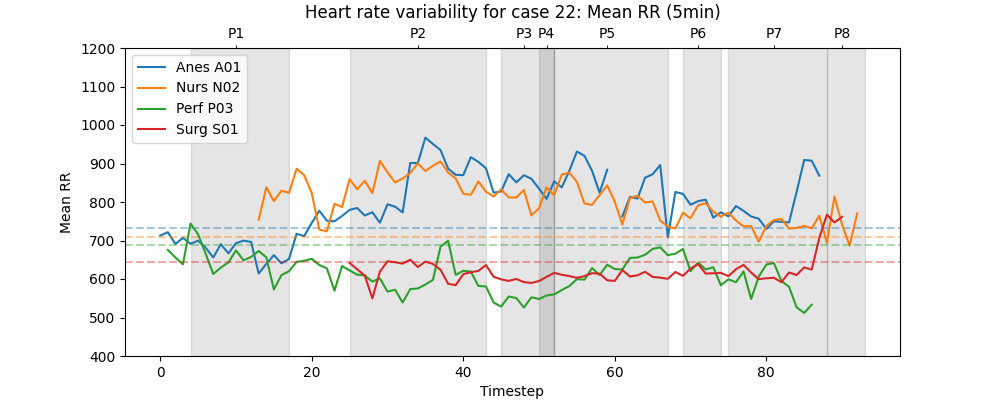 Heart rate variability for case 22: Mean RR (5min)
P1 P2 P3 P4 P5 P6 P7 P8
1200
1100
1000
900
800
700
600
500
400
Mean RR
Anes A01
Nurs N02
Perf P03
Surg S01
0 20 40 60 80
Timestep